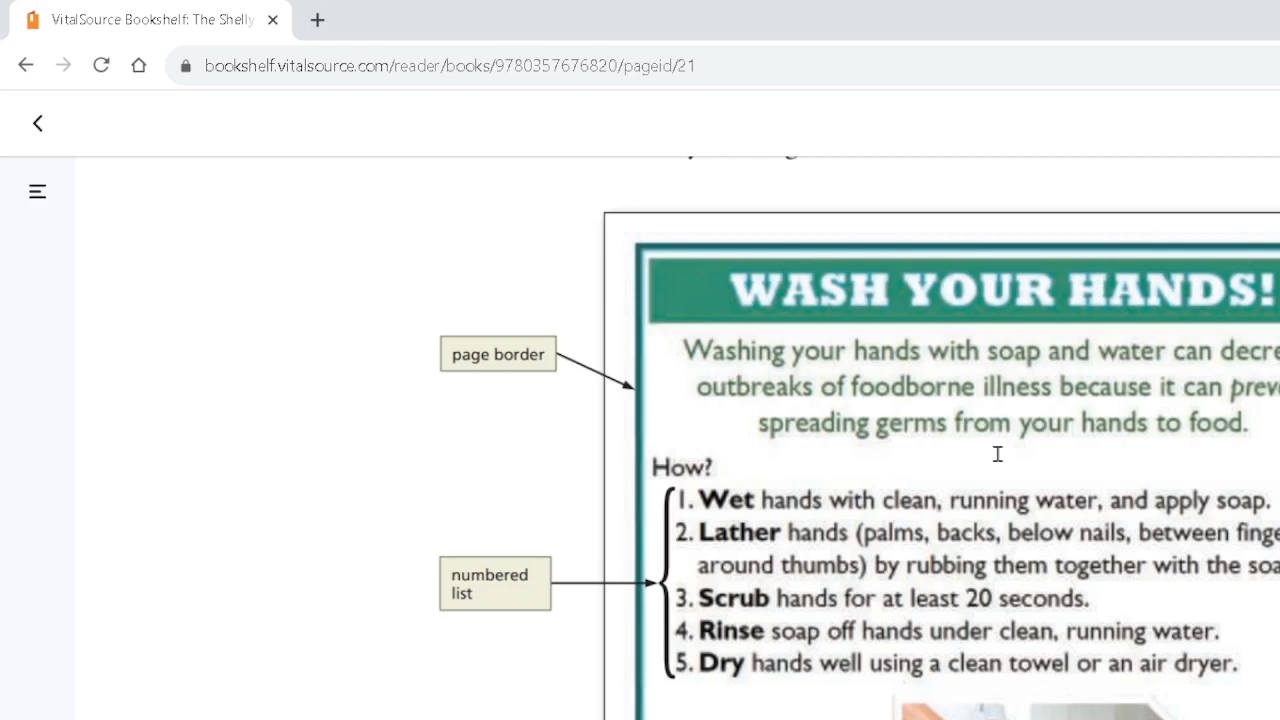 VitalSource Bookshelf: The Shelly
bookshelf.vitalsource.com/reader/books/9780357676820/pageid/21
WASH YOUR HANDS!
page border
Washing your hands with soap and water can
outbreaks of foodborne illness because it can
spreading germs from your hands to food.
How?
1. Wet hands with clean, running water, and apply soap.
2. Lather hands (palms, backs, below nails, between
around thumbs) by rubbing them together with the
numbered
list
3. Scrub hands for at least 20 seconds.
4. Rinse soap off hands under clean, running water.
5. Dry hands well using a clean towel or an air dryer.